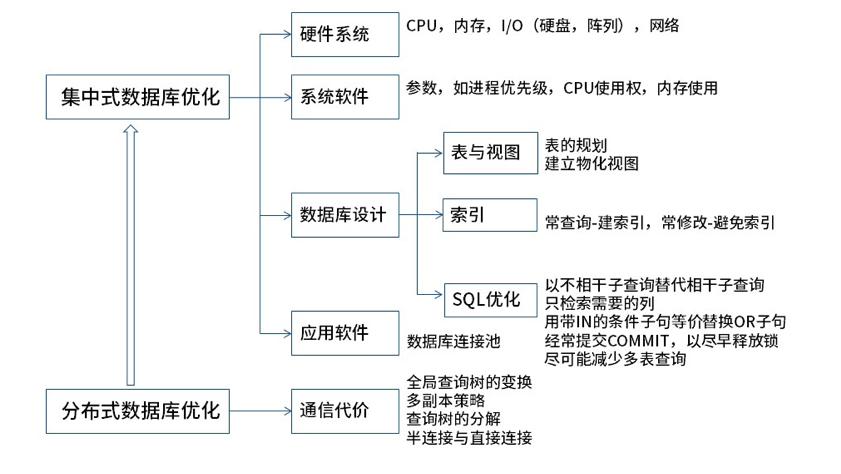 集中式数据库优化
硬件系统
CPU，内存，I/O（硬盘，阵列），网络
系统软件
参数，如进程优先级，CPU使用权，内存使用
数据库设计
表与视图
表的规划
建立物化视图
索引
常查询-建索引，常修改-避免索引
SQL优化
以不相干子查询替代相干子查询
只检索需要的列
用带IN的条件子句等价替换OR子句
经常提交COMMIT，以尽早释放锁
尽可能减少多表查询
应用软件
数据库连接池
分布式数据库优化
通信代价
全局查询树的变换
多副本策略
查询树的分解
半连接与直接连接